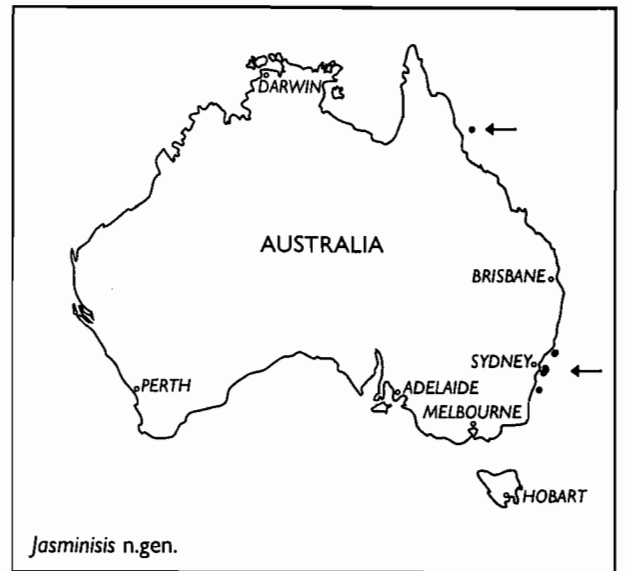 DARWIN
AUSTRALIA
BRISBANE
SYDNEY
PERTH
ADELAIDE
MELBOURNE
HOBART
Jasminisis n.gen.